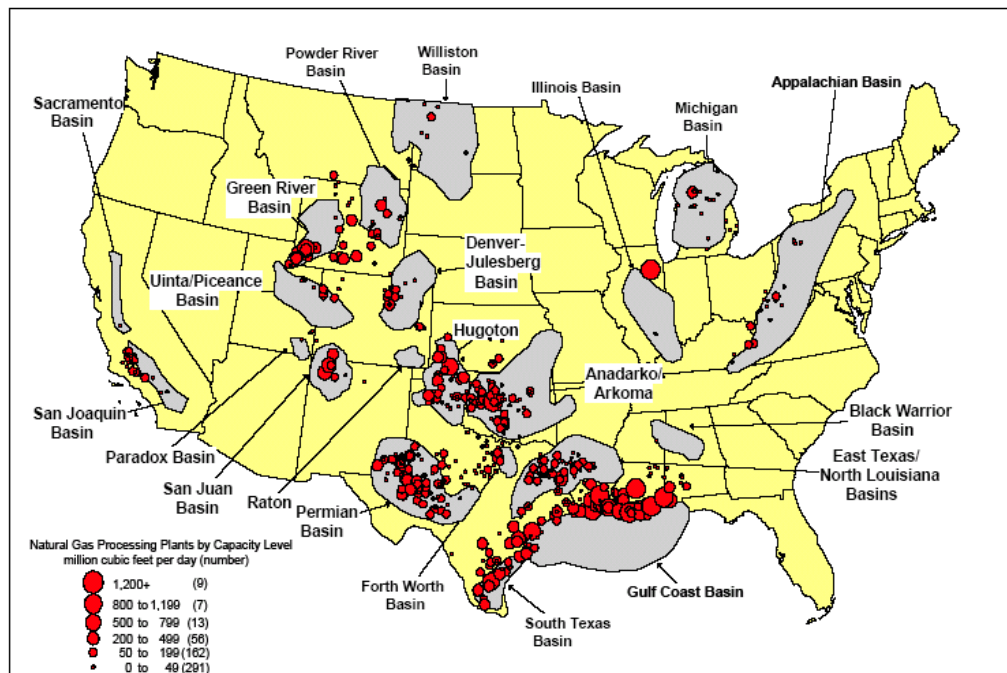 Powder River
Basin
Williston
Basin
Illinois Basin
Appalachian Basin
Michigan
Basin
Sacramento
Basin
Green River
Basin
Denver-
Julesberg
Basin
Uinta/Piceance
Basin
Hugoton
Anadarko/
Arkoma
San Joaquin
Basin
Black Warrior
Basin
Paradox Basin
East Texas/
North Louisiana
Basins
San Juan
Basin
Raton
Permian
Basin
Natural Gas Processing Plants by Capacity Level
million cubic feet per day (number)
1,200+ (9)
800 to 1,199 (7)
500 to 799 (13)
200 to 499 (56)
50 to 199 (162)
0 to 49 (291)
Forth Worth
Basin
Gulf Coast Basin
South Texas
Basin